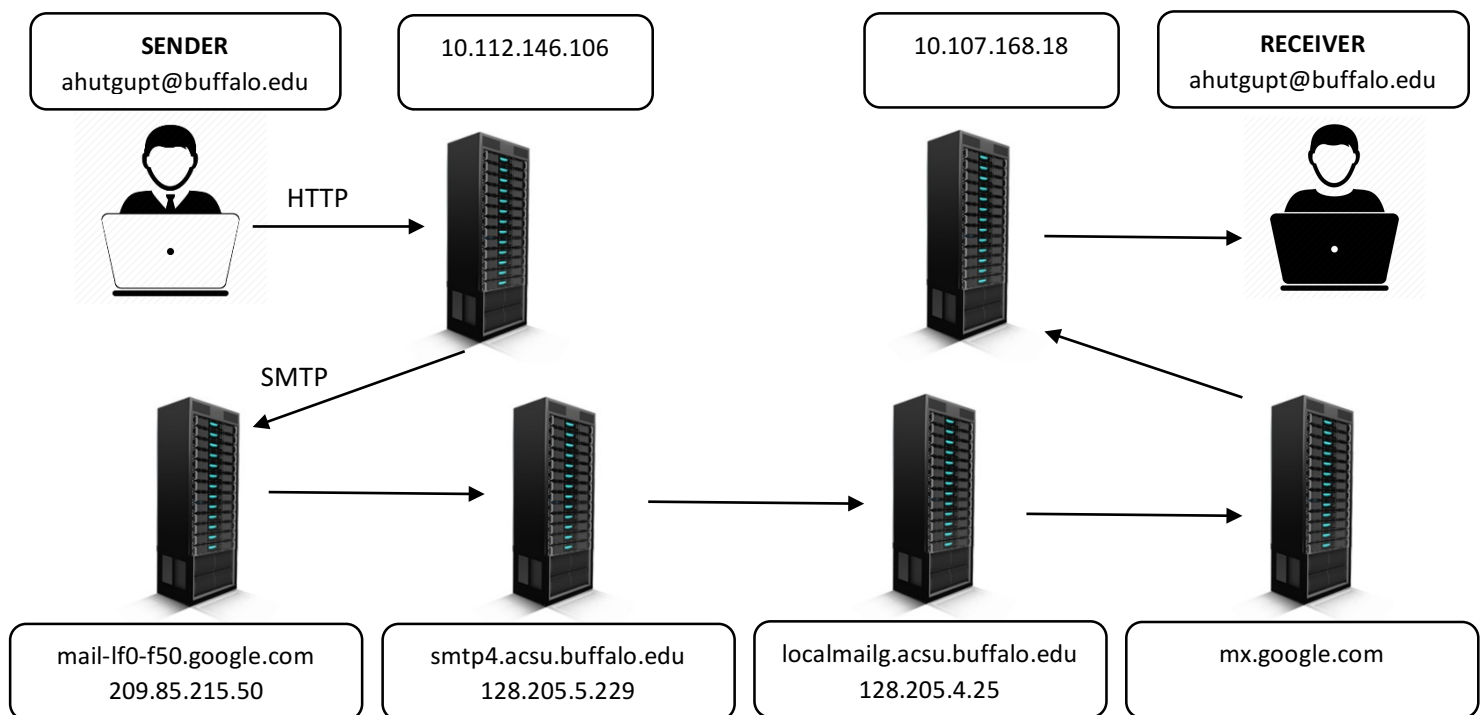 SENDER
ahutgupt@buffalo.edu
10.112.146.106
10.107.168.18
RECEIVER
ahutgupt@buffalo.edu
HTTP
SMTP
mail-lf0-f50.google.com
209.85.215.50
smtp4.acsu.buffalo.edu
128.205.5.229
localmailg.acsu.buffalo.edu
128.205.4.25
mx.google.com